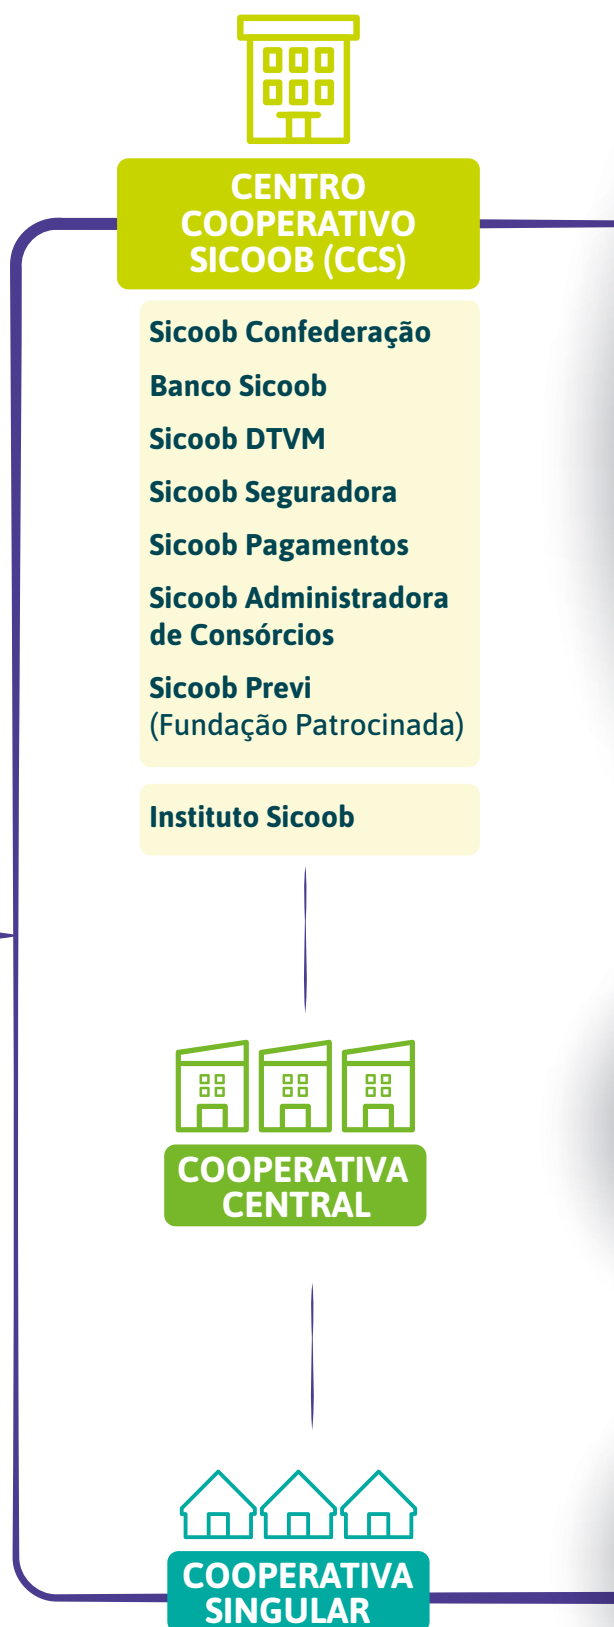 CENTRO
COOPERATIVO
SICOOB (CCS)
Sicoob Confederação
Banco Sicoob
Sicoob DTVM
Sicoob Seguradora
Sicoob Pagamentos
Sicoob Administradora
de Consórcios
Sicoob Previ
(Fundação Patrocinada)
Instituto Sicoob
COOPERATIVA
CENTRAL
COOPERATIVA
SINGULAR